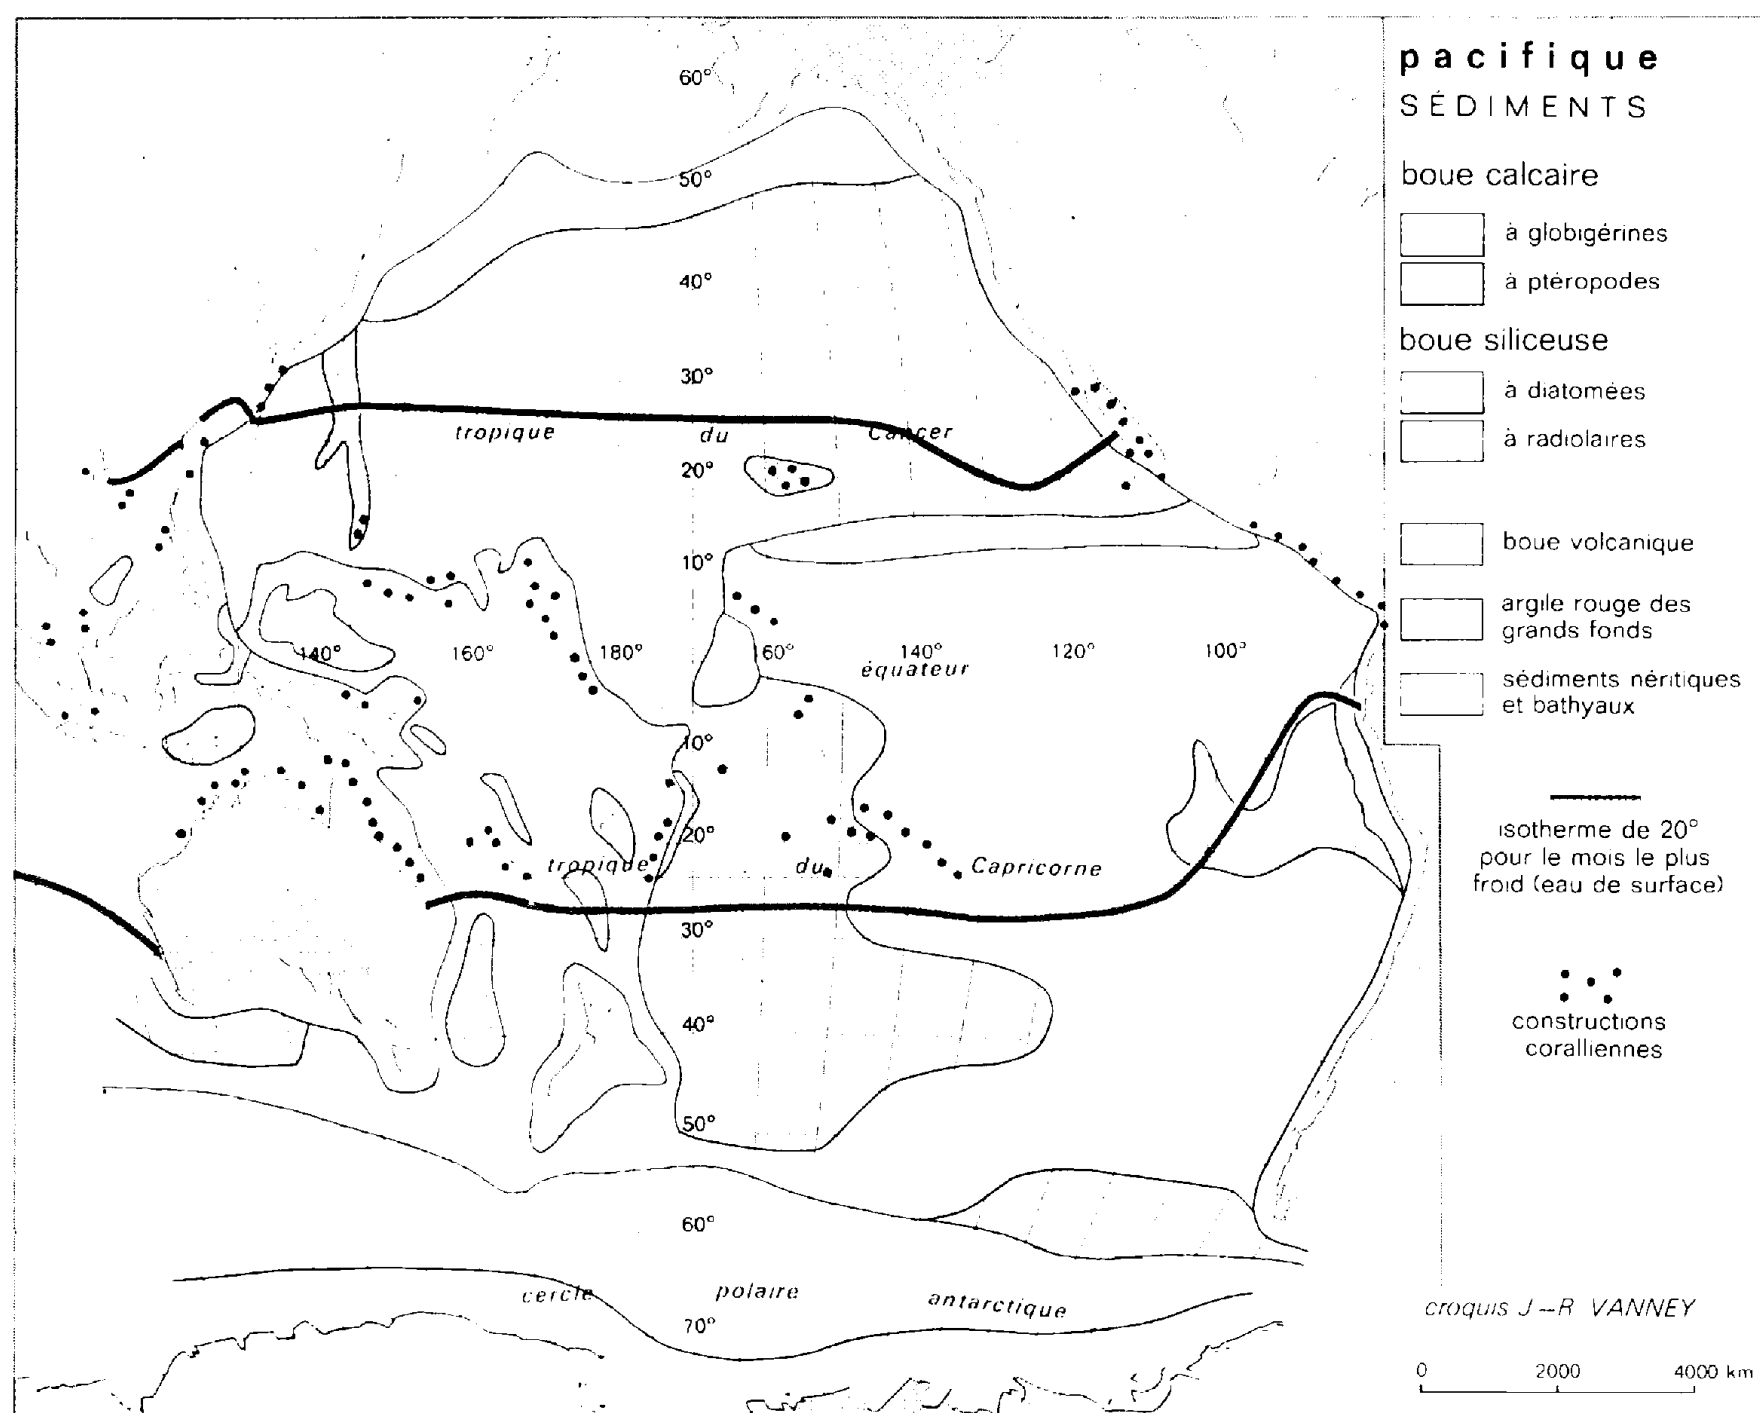 pacifique
SÉDIMENTS
boue calcaire
à globigérines
à ptéropodes
boue siliceuse
à diatomées
à radiolaires
boue volcanique
argile rouge des
grands fonds
sédiments néritiques
et bathyaux
isotherme de 20°
pour le mois le plus
froid (eau de surface)
constructions
coralliennes
croquis J-R VANNEY
0 2000 4000 km
60°
50°
40°
30°
tropique du Cancer
20°
10°
140° 160° 180° 160° 140° 120° 100°
équateur
10°
20°
tropique du Capricorne
30°
40°
50°
60°
cercle polaire antarctique
70°